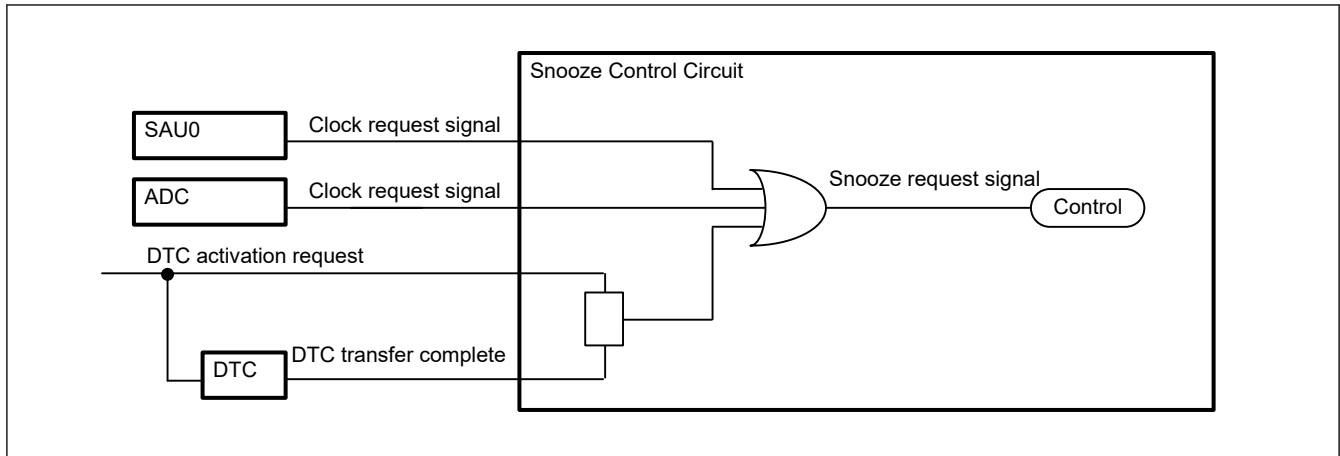 Snooze Control Circuit
SAU0
Clock request signal
ADC
Clock request signal
Snooze request signal
Control
DTC activation request
DTC
DTC transfer complete